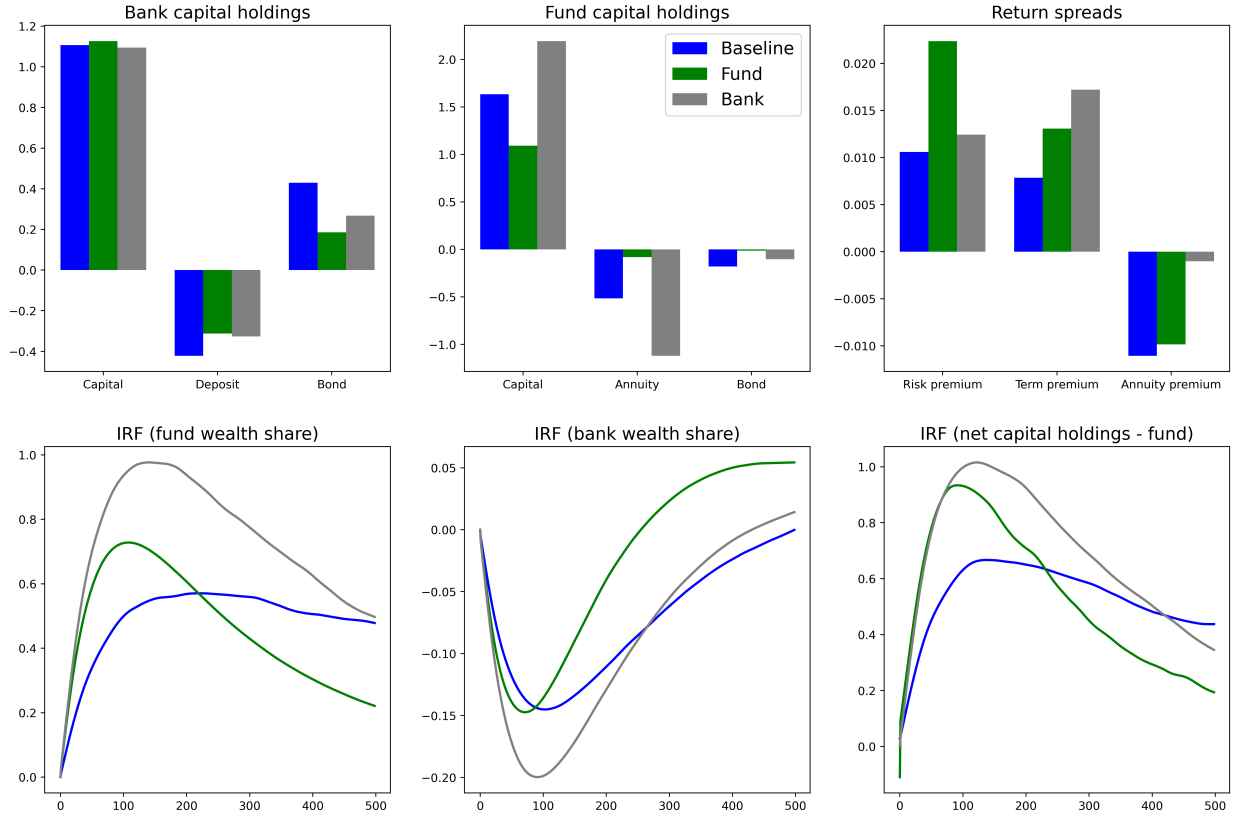 Bank capital holdings
1.2
1.0
0.8
0.6
0.4
0.2
0.0
−0.2
−0.4
Capital Deposit Bond
Fund capital holdings
2.0
1.5
1.0
0.5
0.0
−0.5
−1.0
Baseline
Fund
Bank
Capital Annuity Bond
Return spreads
0.020
0.015
0.010
0.005
0.000
−0.005
−0.010
Risk premium Term premium Annuity premium
IRF (fund wealth share)
1.0
0.8
0.6
0.4
0.2
0.0
0 100 200 300 400 500
IRF (bank wealth share)
0.05
0.00
−0.05
−0.10
−0.15
−0.20
0 100 200 300 400 500
IRF (net capital holdings - fund)
1.0
0.8
0.6
0.4
0.2
0.0
0 100 200 300 400 500